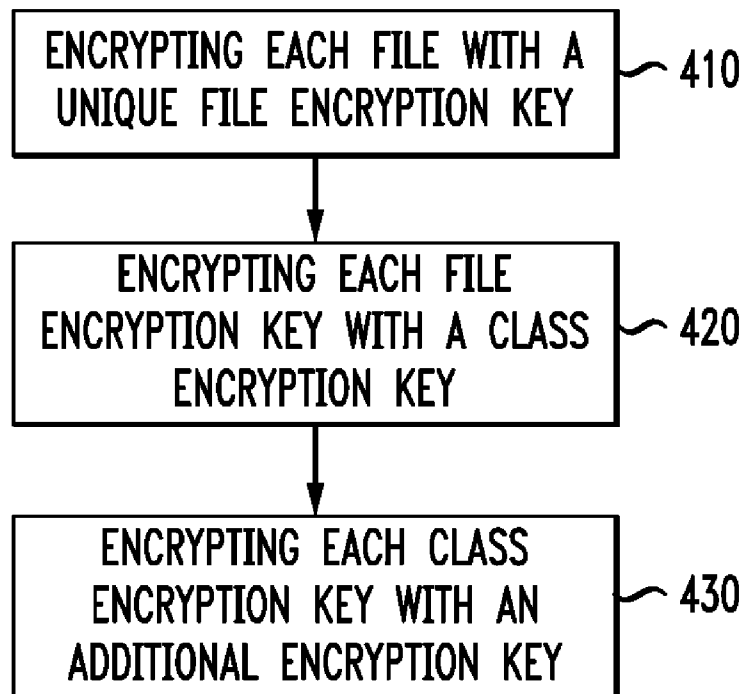 ENCRYPTING EACH FILE WITH A
UNIQUE FILE ENCRYPTION KEY
410
ENCRYPTING EACH FILE
ENCRYPTION KEY WITH A CLASS
ENCRYPTION KEY
420
ENCRYPTING EACH CLASS
ENCRYPTION KEY WITH AN
ADDITIONAL ENCRYPTION KEY
430